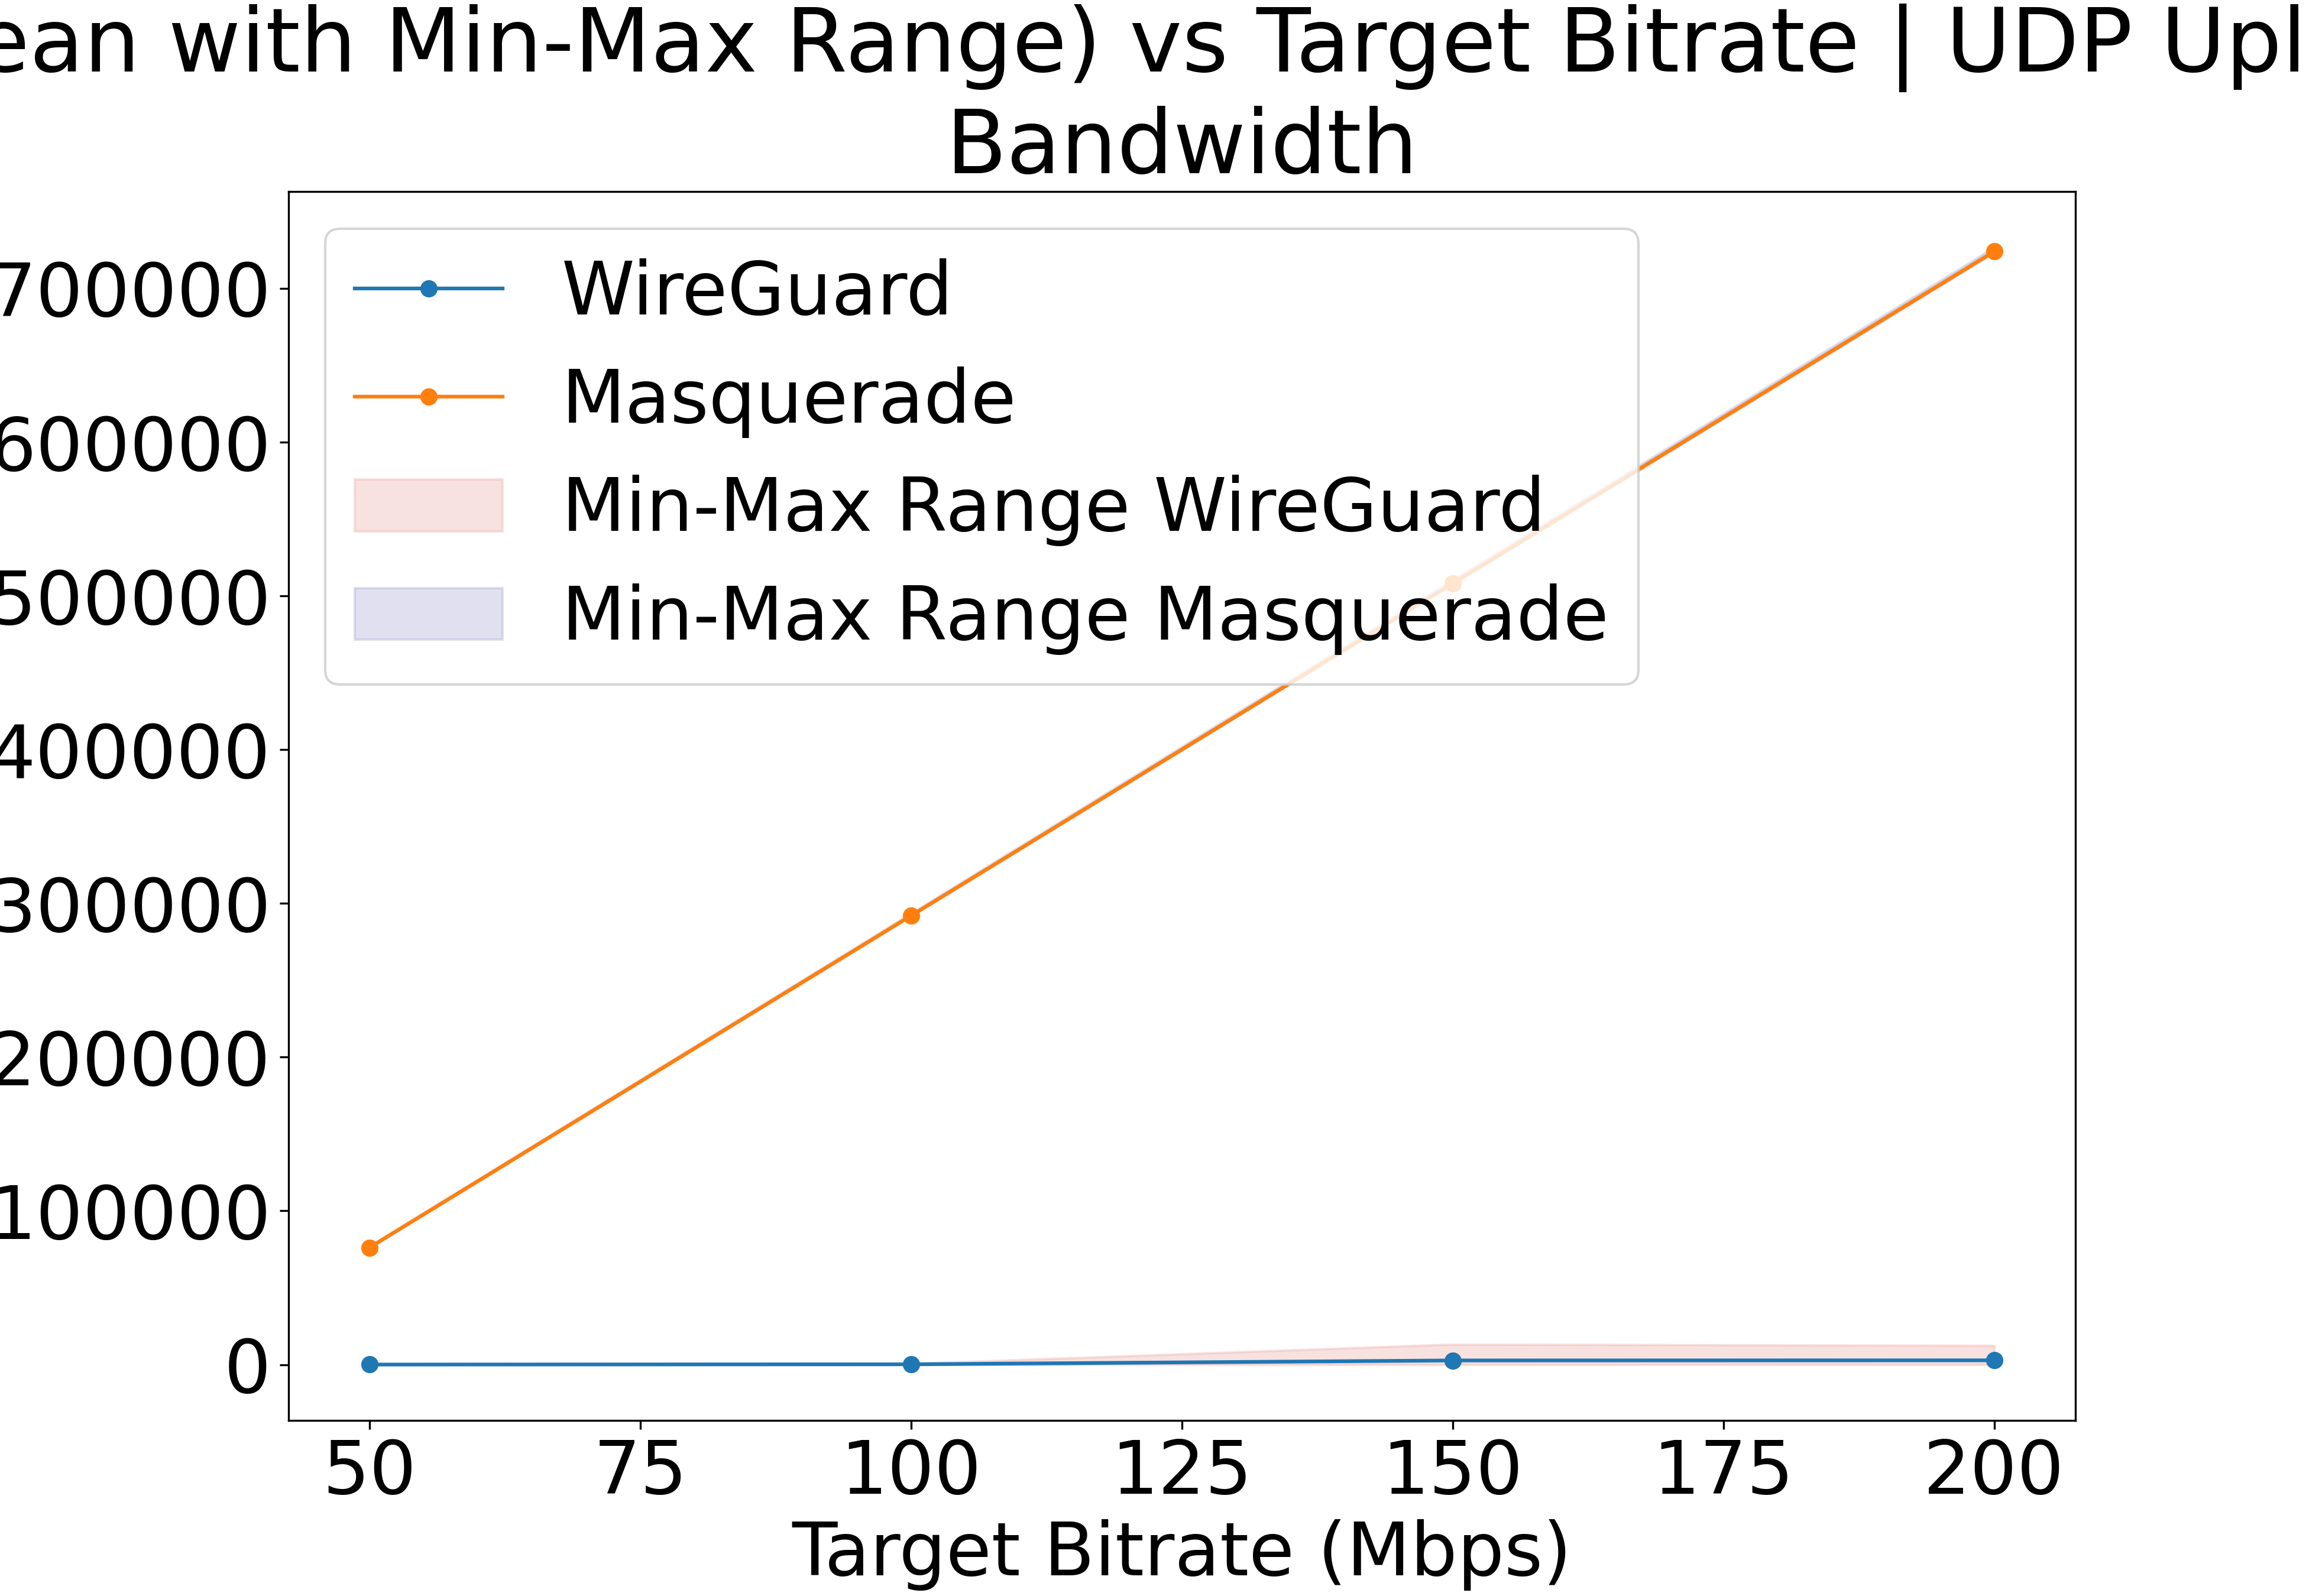 ean with Min-Max Range) vs Target Bitrate | UDP Upl
Bandwidth
WireGuard
Masquerade
Min-Max Range WireGuard
Min-Max Range Masquerade
700000
600000
500000
400000
300000
200000
100000
0
50 75 100 125 150 175 200
Target Bitrate (Mbps)